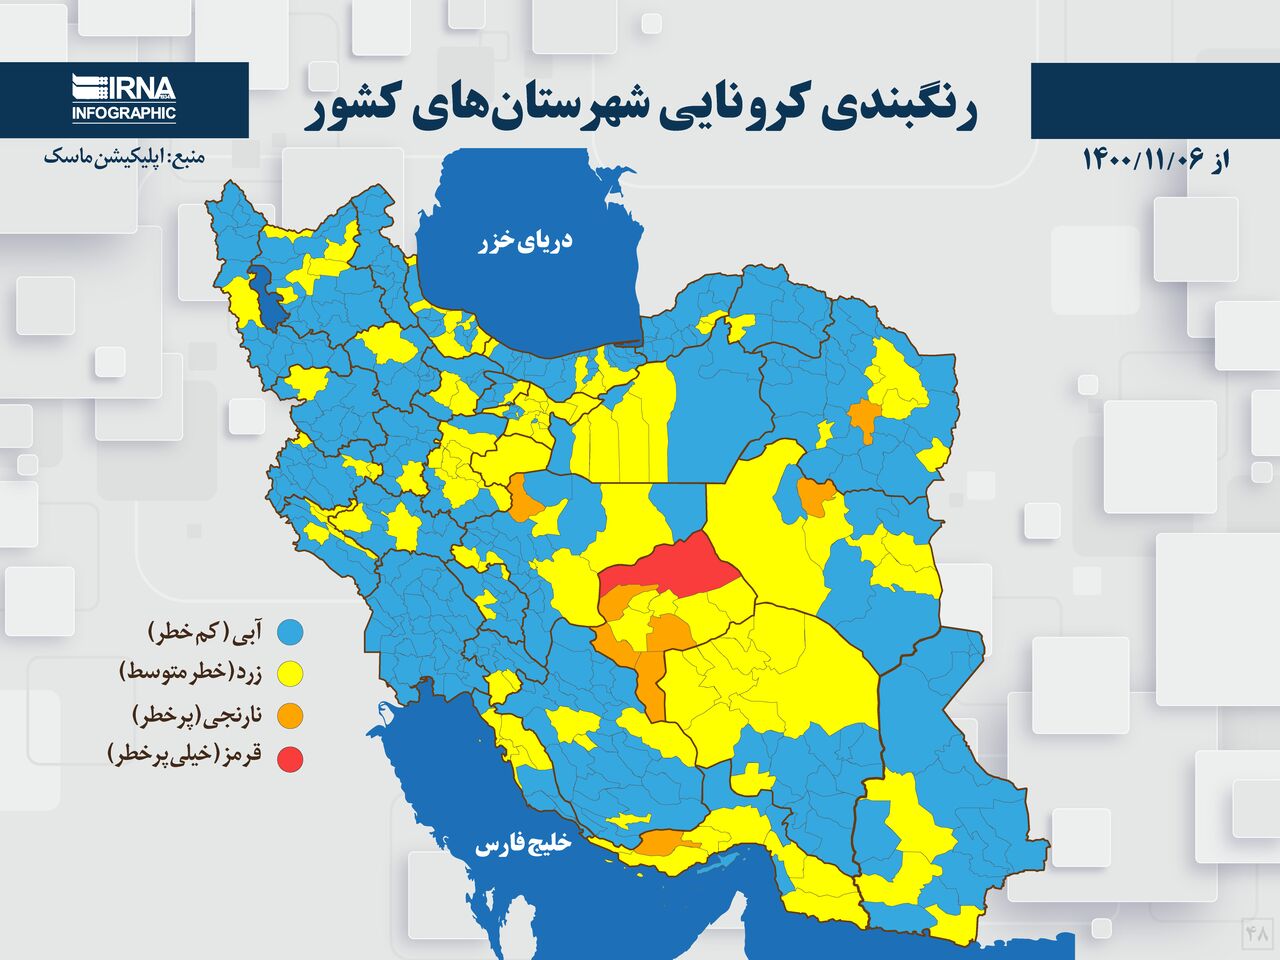 IRNA
INFOGRAPHIC
رنگبندی کرونایی شهرستان‌های کشور
منبع: اپلیکیشن ماسک
از ۱۴۰۰/۱۱/۰۶
دریای خزر
آبی (کم خطر)
زرد (خطر متوسط)
نارنجی (پرخطر)
قرمز (خیلی پرخطر)
خلیج فارس
۴۸